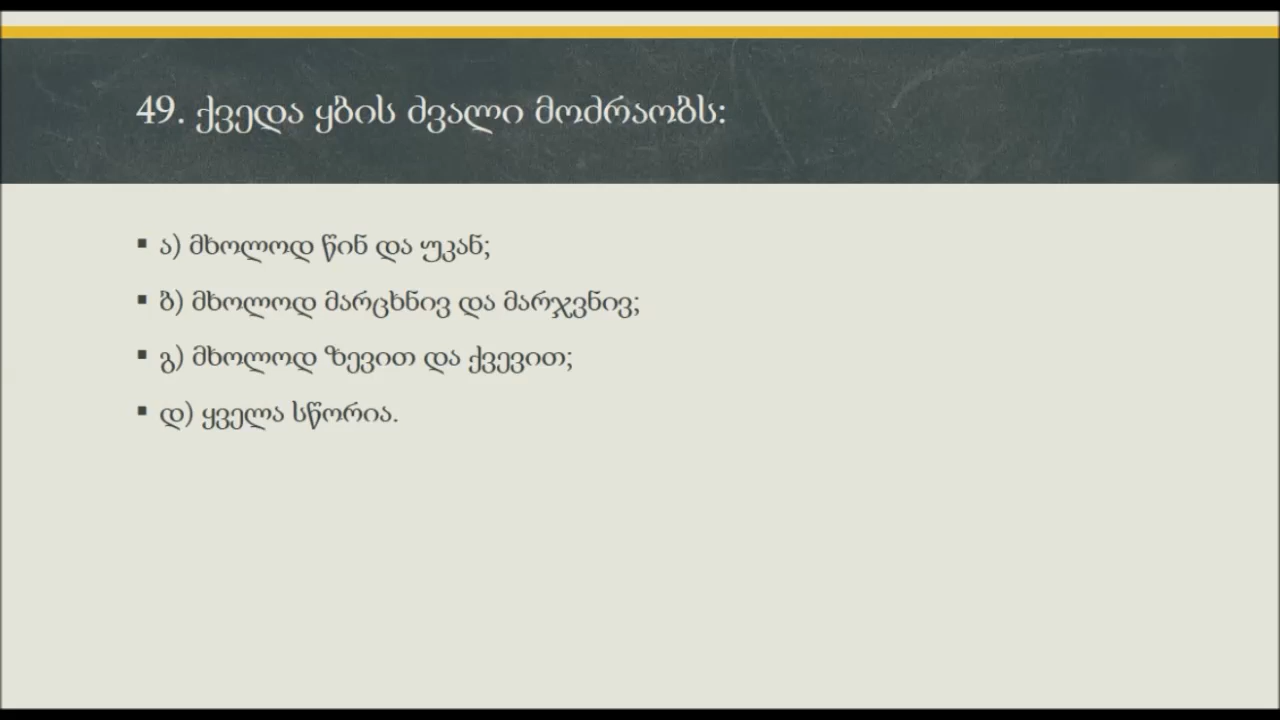 49. ქვედა ყბის ძვალი მოძრაობს:
▪ ა) მხოლოდ წინ და უკან;
▪ ბ) მხოლოდ მარცხნივ და მარჯვნივ;
▪ გ) მხოლოდ ზევით და ქვევით;
▪ დ) ყველა სწორია.